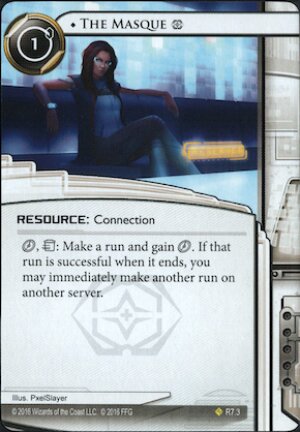 1
THE MASQUE
RESOURCE: Connection
, : Make a run and gain . If that
run is successful when it ends, you
may immediately make another run on
another server.
Illus. PxelSlayer
© 2016 Wizards of the Coast LLC. © 2016 FFG
R7 3